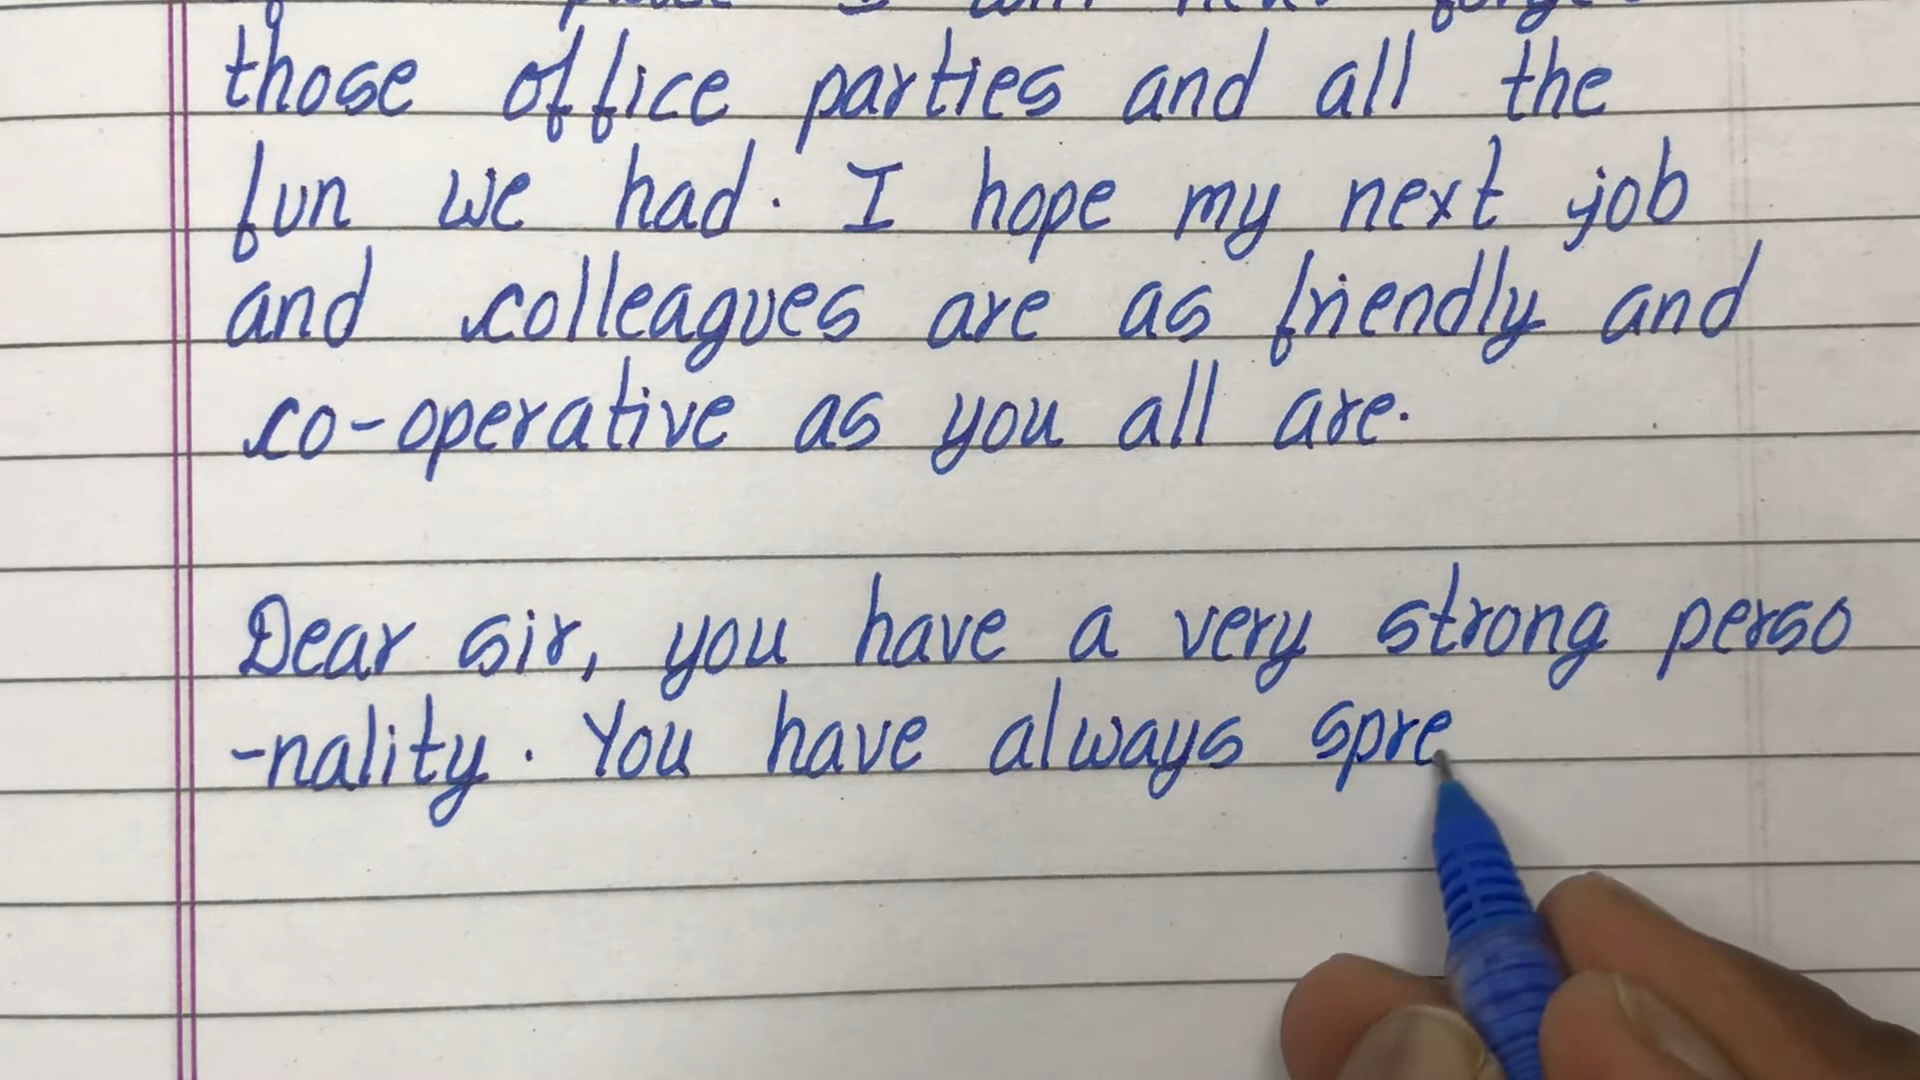 I
those office parties and all the
fun we had. I hope my next job
and colleagues are as friendly and
co-operative as you all are.
Dear sir, you have a very strong perso
-nality. You have always spre